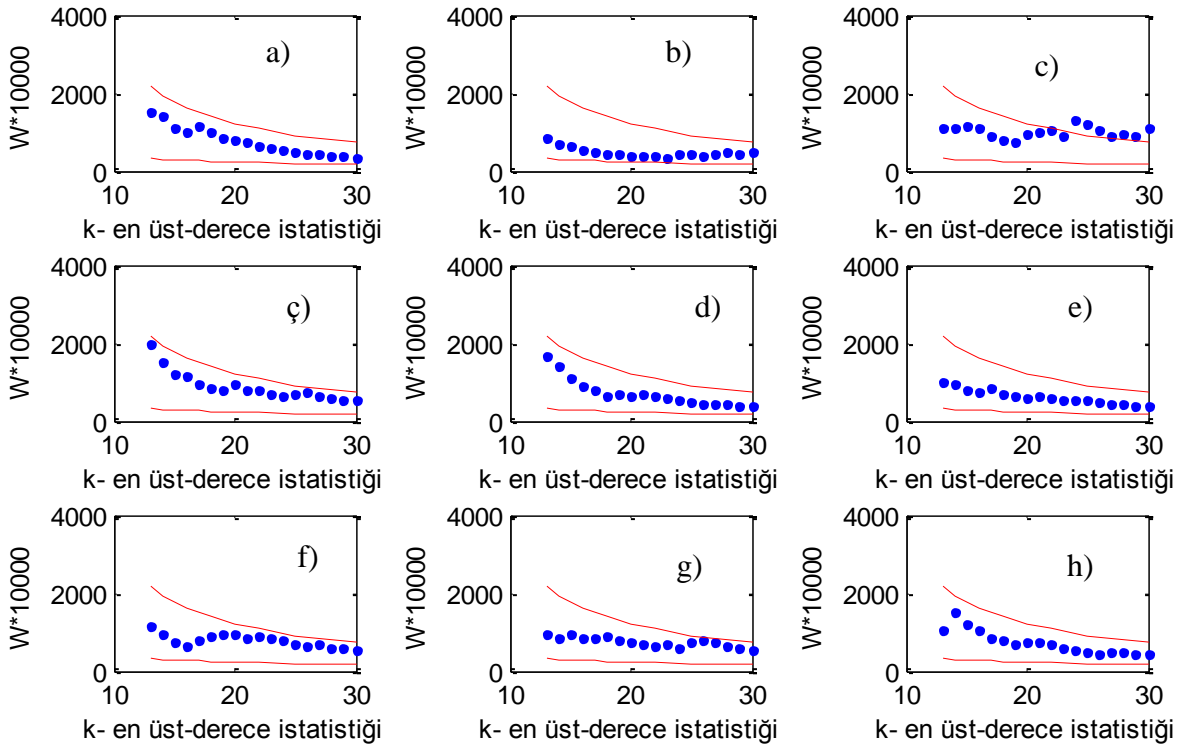 4000 4000 4000
a) b) c)
W*10000 W*10000 W*10000
2000 2000 2000
0 0 0
10 20 30 10 20 30 10 20 30
k- en üst-derece istatistiği k- en üst-derece istatistiği k- en üst-derece istatistiği
4000 4000 4000
ç) d) e)
W*10000 W*10000 W*10000
2000 2000 2000
0 0 0
10 20 30 10 20 30 10 20 30
k- en üst-derece istatistiği k- en üst-derece istatistiği k- en üst-derece istatistiği
4000 4000 4000
f) g) h)
W*10000 W*10000 W*10000
2000 2000 2000
0 0 0
10 20 30 10 20 30 10 20 30
k- en üst-derece istatistiği k- en üst-derece istatistiği k- en üst-derece istatistiği